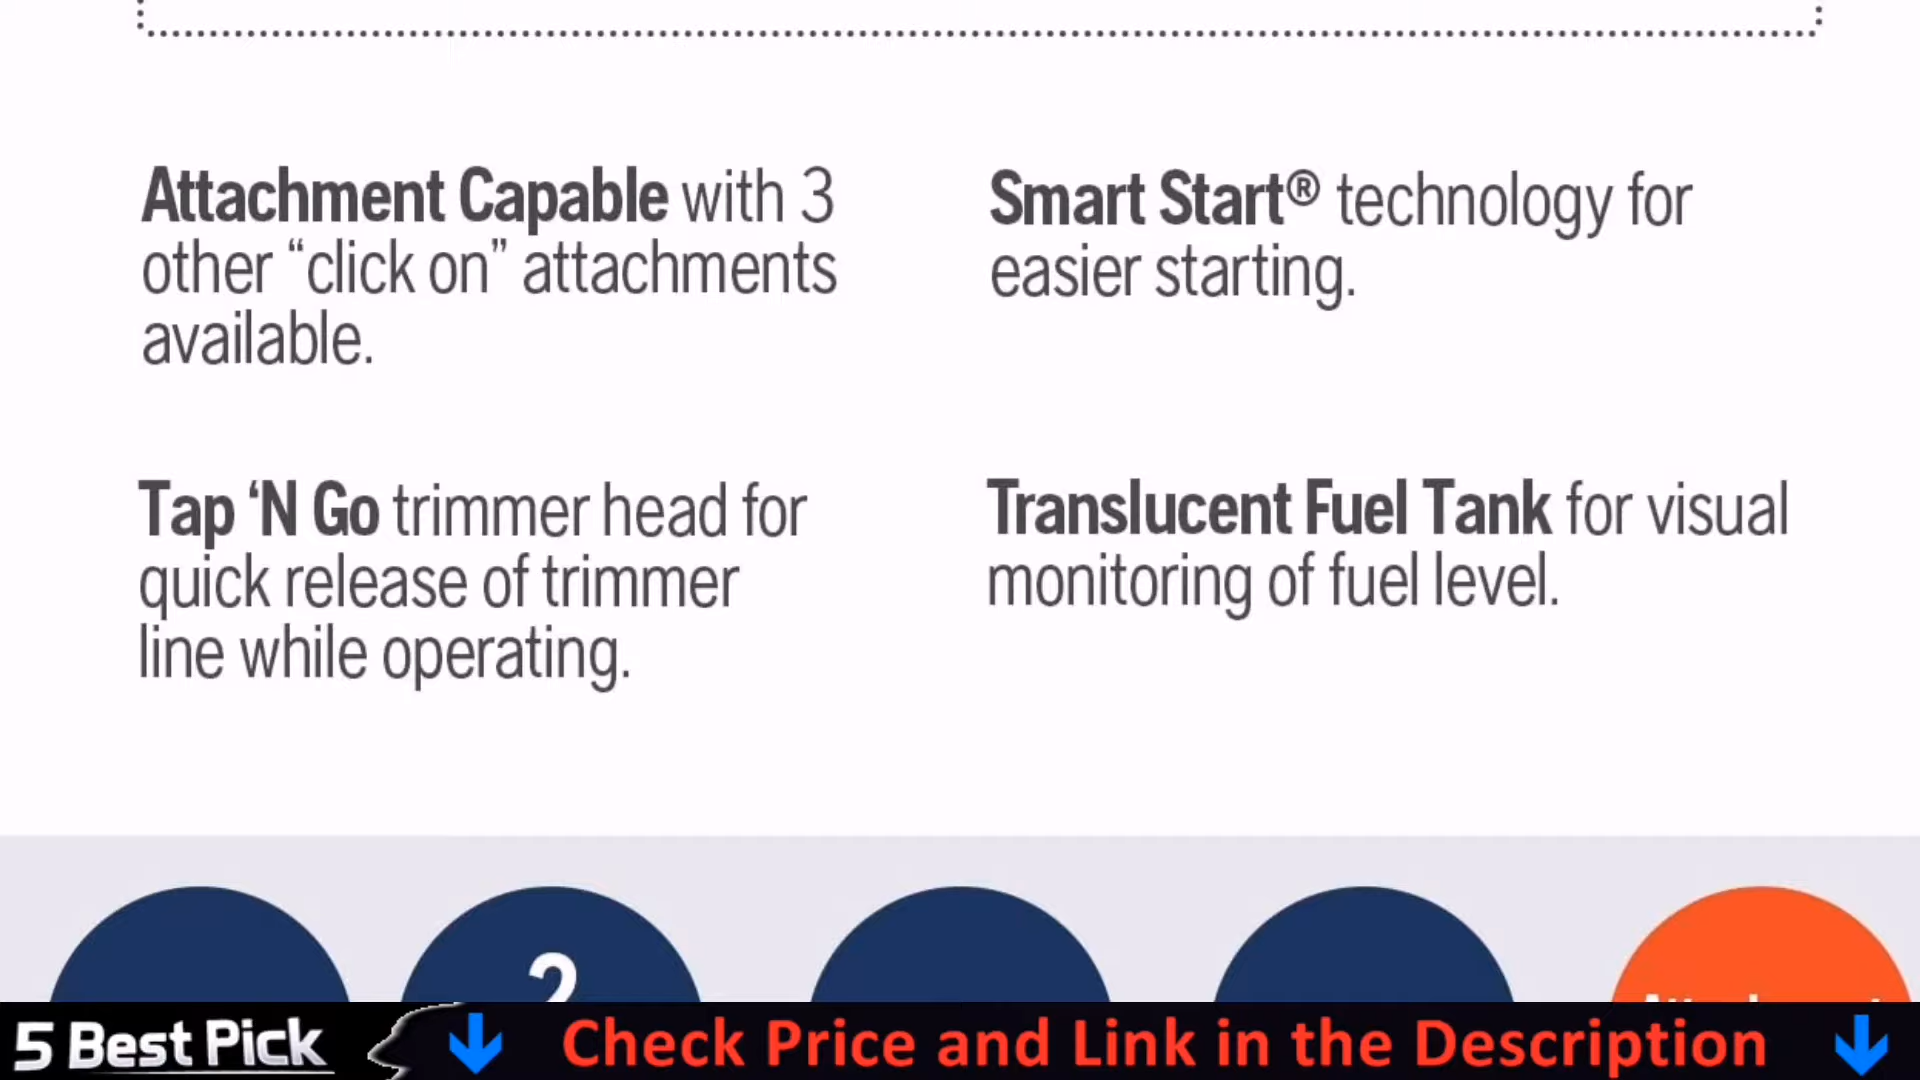 Attachment Capable with 3
other “click on” attachments
available.
Smart Start® technology for
easier starting.
Tap ‘N Go trimmer head for
quick release of trimmer
line while operating.
Translucent Fuel Tank for visual
monitoring of fuel level.
2
5 Best Pick
Check Price and Link in the Description